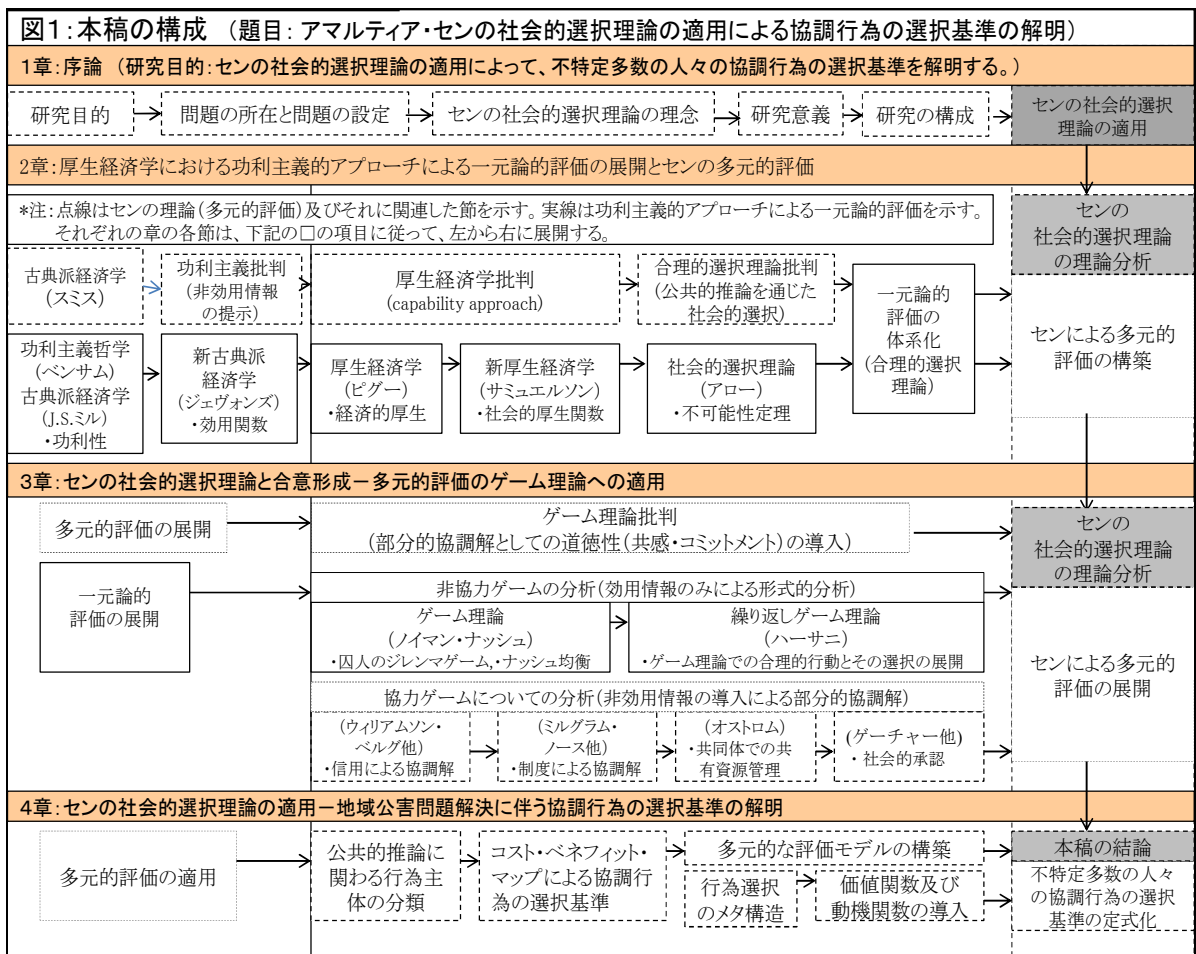 図1：本稿の構成 （題目： アマルティア・センの社会的選択理論の適用による協調行為の選択基準の解明）
1章：序論 （研究目的：センの社会的選択理論の適用によって、不特定多数の人々の協調行為の選択基準を解明する。）
研究目的
問題の所在と問題の設定
センの社会的選択理論の理念
研究意義
研究の構成
センの社会的選択
理論の適用
2章：厚生経済学における功利主義的アプローチによる一元論的評価の展開とセンの多元的評価
*注：点線はセンの理論（多元的評価）及びそれに関連した節を示す。実線は功利主義的アプローチによる一元論的評価を示す。
それぞれの章の各節は、下記の□の項目に従って、左から右に展開する。
センの
社会的選択理論
の理論分析
古典派経済学
（スミス）
功利主義批判
（非効用情報
の提示）
厚生経済学批判
(capability approach)
合理的選択理論批判
（公共的推論を通じた
社会的選択）
一元論的
評価の
体系化
（合理的選択
理論）
センによる多元的
評価の構築
功利主義哲学
（ベンサム）
古典派経済学
（J.S.ミル）
・功利性
新古典派
経済学
（ジェヴォンズ）
・効用関数
厚生経済学
（ピグー）
・経済的厚生
新厚生経済学
（サミュエルソン）
・社会的厚生関数
社会的選択理論
（アロー）
・不可能性定理
3章：センの社会的選択理論と合意形成－多元的評価のゲーム理論への適用
多元的評価の展開
ゲーム理論批判
（部分的協調解としての道徳性（共感・コミットメント）の導入）
センの
社会的選択理論
の理論分析
一元論的
評価の展開
非協力ゲームの分析（効用情報のみによる形式的分析）
ゲーム理論
（ノイマン・ナッシュ）
・囚人のジレンマゲーム,・ナッシュ均衡
繰り返しゲーム理論
（ハーサニ）
・ゲーム理論での合理的行動とその選択の展開
センによる多元的
評価の展開
協力ゲームについての分析（非効用情報の導入による部分的協調解）
（ウィリアムソン・
ベルグ他）
・信用による協調解
（ミルグラム・
ノース他）
・制度による協調解
（オストロム）
・共同体での共
有資源管理
（ゲーチャー他）
・社会的承認
4章：センの社会的選択理論の適用－地域公害問題解決に伴う協調行為の選択基準の解明
多元的評価の適用
公共的推論に
関わる行為主
体の分類
コスト・ベネフィット・
マップによる協調行
為の選択基準
多元的な評価モデルの構築
行為選択
のメタ構造
価値関数及び
動機関数の導入
本稿の結論
不特定多数の人々
の協調行為の選択
基準の定式化